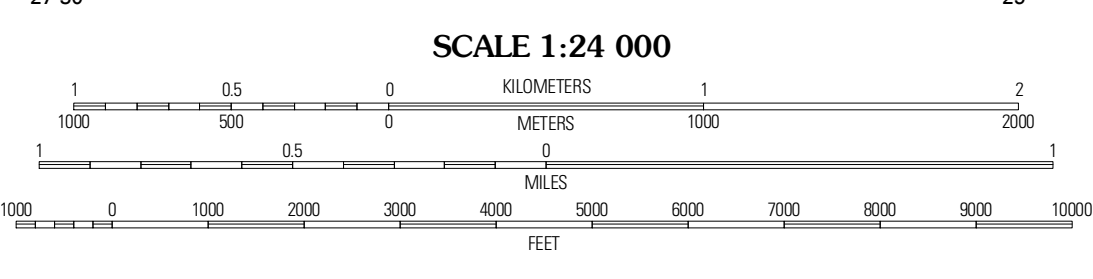 SCALE 1:24 000
1 0.5 0 KILOMETERS 1 2
1000 500 0 METERS 1000 2000
1 0.5 0 1
MILES
1000 0 1000 2000 3000 4000 5000 6000 7000 8000 9000 10000
FEET